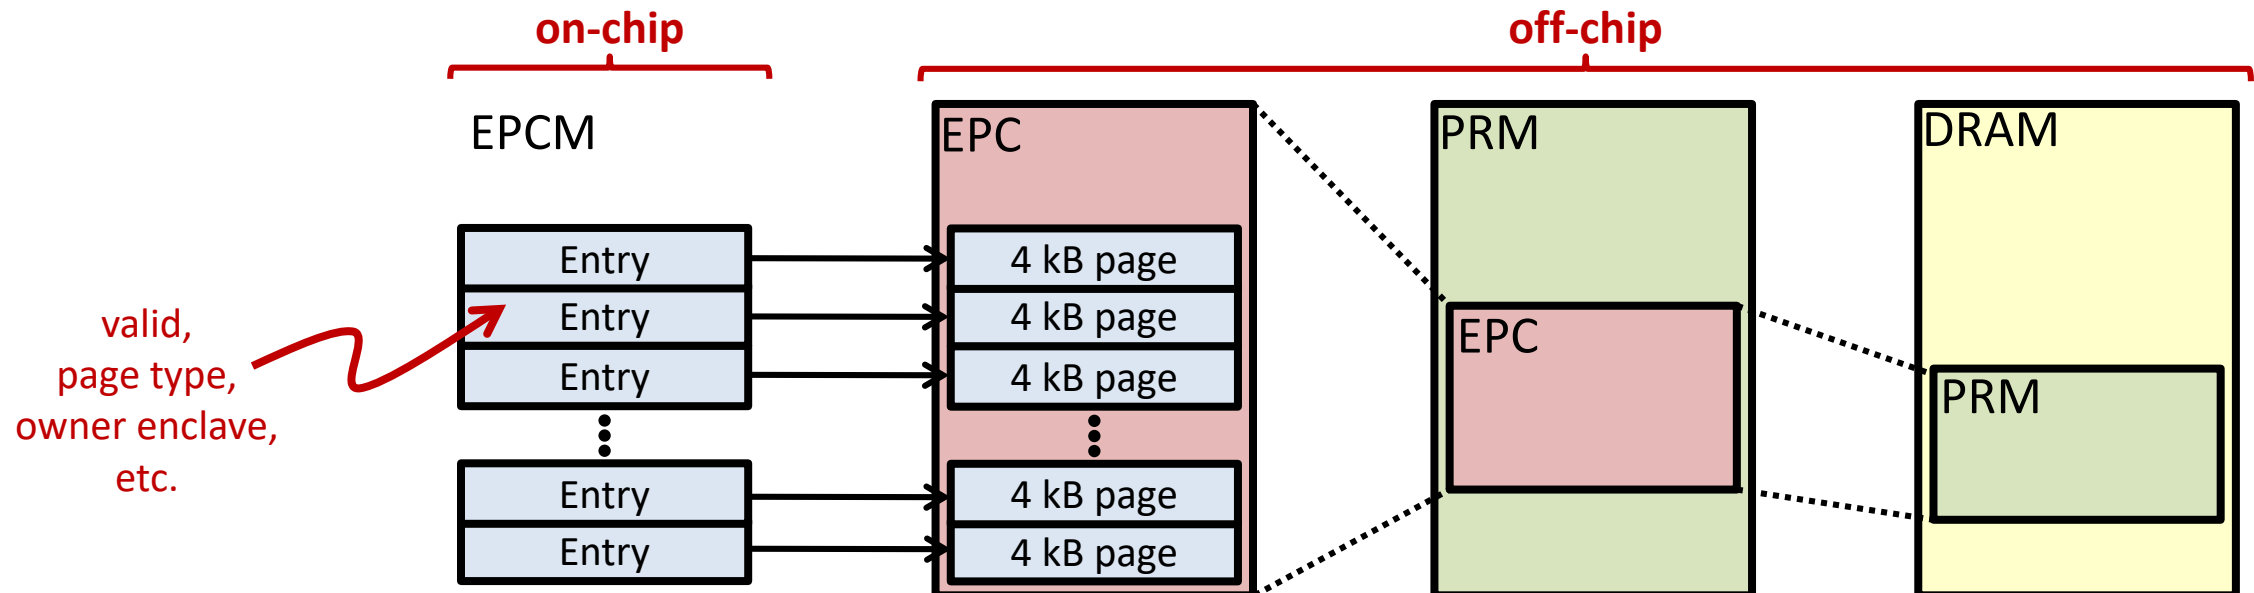 on-chip
off-chip
EPCM
EPC
PRM
DRAM
Entry
4 kB page
Entry
4 kB page
Entry
4 kB page
Entry
4 kB page
Entry
4 kB page
EPC
PRM
valid,
page type,
owner enclave,
etc.